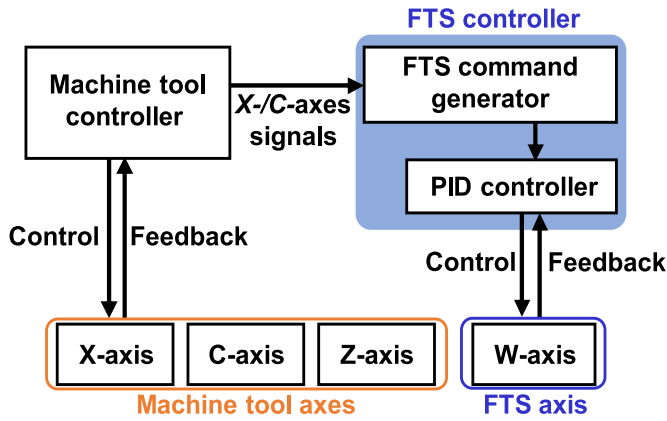 FTS controller
Machine tool
controller
X-/C-axes
signals
FTS command
generator
PID controller
Control
Feedback
Control
Feedback
X-axis
C-axis
Z-axis
W-axis
Machine tool axes
FTS axis